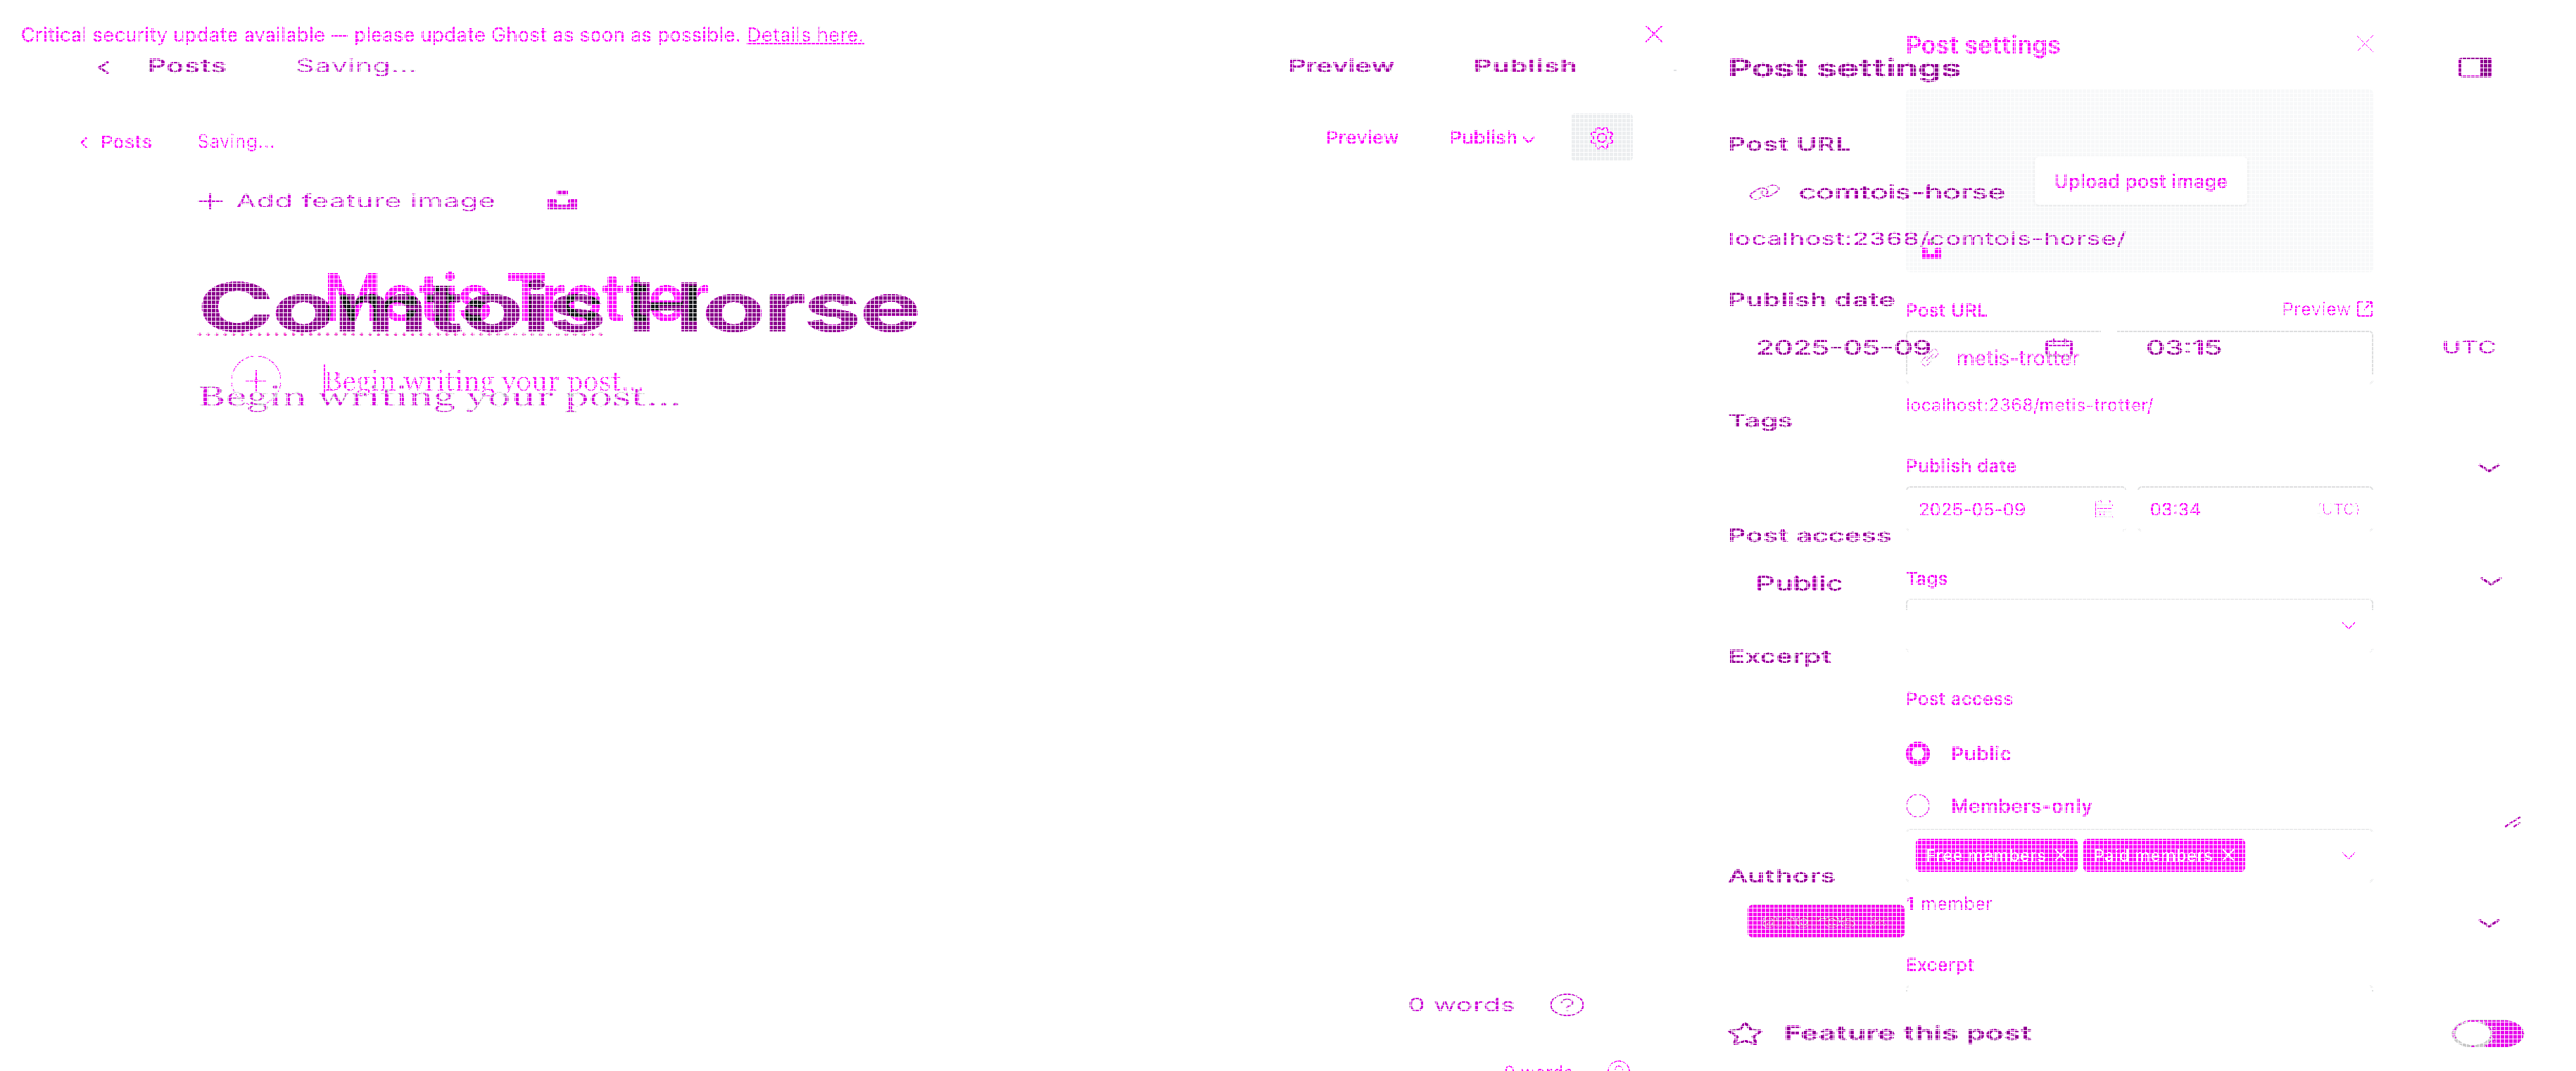 Critical security update available — please update Ghost as soon as possible. Details here.
Posts
Saving...
Preview
Publish
Post settings
Post settings
Posts
Saving...
Preview
Publish
Post URL
Upload post image
Add feature image
comtois-horse
localhost:2368/comtois-horse/
Comtois Horse
Metis Trotter
Publish date
Post URL
Preview
2025-05-09
03:15
UTC
metis-trotter
Begin writing your post...
Begin writing your post...
localhost:2368/metis-trotter/
Tags
Publish date
2025-05-09
03:34
(UTC)
Post access
Public
Tags
Excerpt
Post access
Public
Members-only
Free members ×
Paid members ×
Authors
1 member
Excerpt
0 words
?
Feature this post
0 words